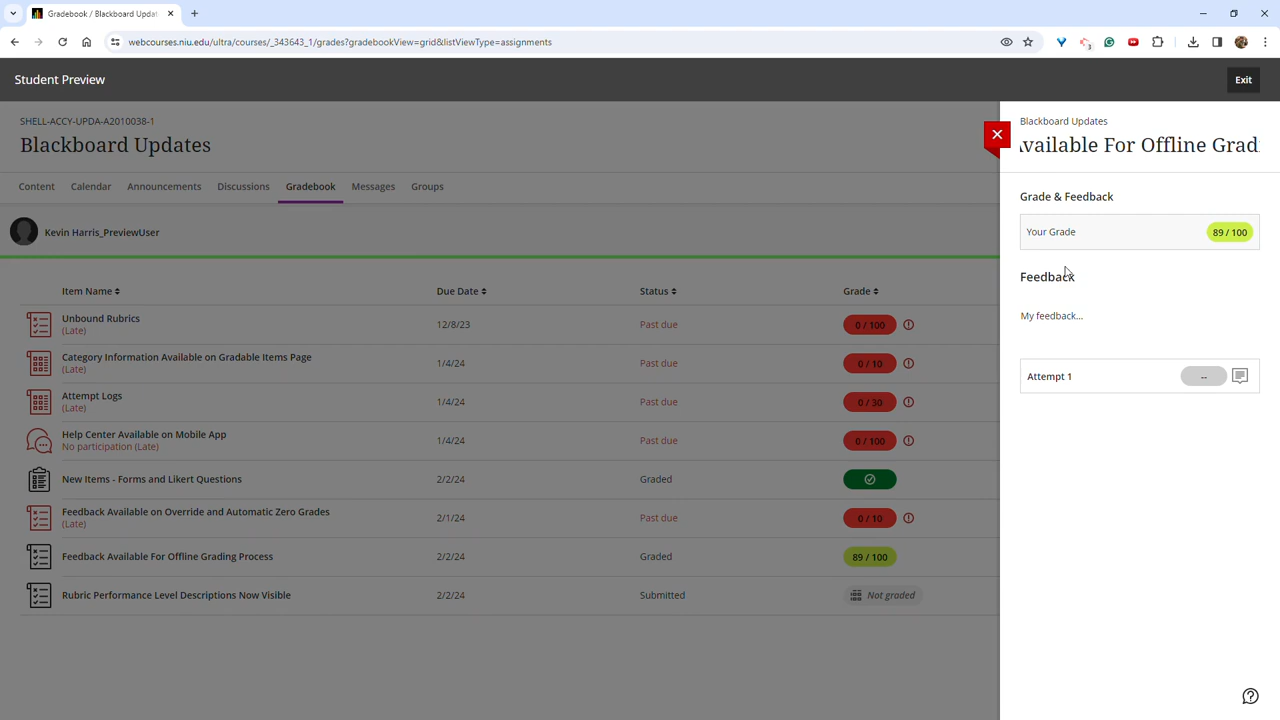 Gradebook / Blackboard Updat
webcourses.niu.edu/ultra/courses/_343643_1/grades?gradebookView=grid&listViewType=assignments
3
Student Preview
Exit
SHELL-ACCY-UPDA-A2010038-1
Blackboard Updates
Content Calendar Announcements Discussions Gradebook Messages Groups
Kevin Harris_PreviewUser
Item Name Due Date Status Grade
Unbound Rubrics 12/8/23 Past due 0 / 100
(Late)
Category Information Available on Gradable Items Page 1/4/24 Past due 0 / 10
(Late)
Attempt Logs 1/4/24 Past due 0 / 30
(Late)
Help Center Available on Mobile App 1/4/24 Past due 0 / 100
No participation (Late)
New Items - Forms and Likert Questions 2/2/24 Graded
Feedback Available on Override and Automatic Zero Grades 2/1/24 Past due 0 / 10
(Late)
Feedback Available For Offline Grading Process 2/2/24 Graded 89 / 100
Rubric Performance Level Descriptions Now Visible 2/2/24 Submitted Not graded
Blackboard Updates
vailable For Offline Grad
Grade & Feedback
Your Grade 89 / 100
Feedback
My feedback...
Attempt 1 --